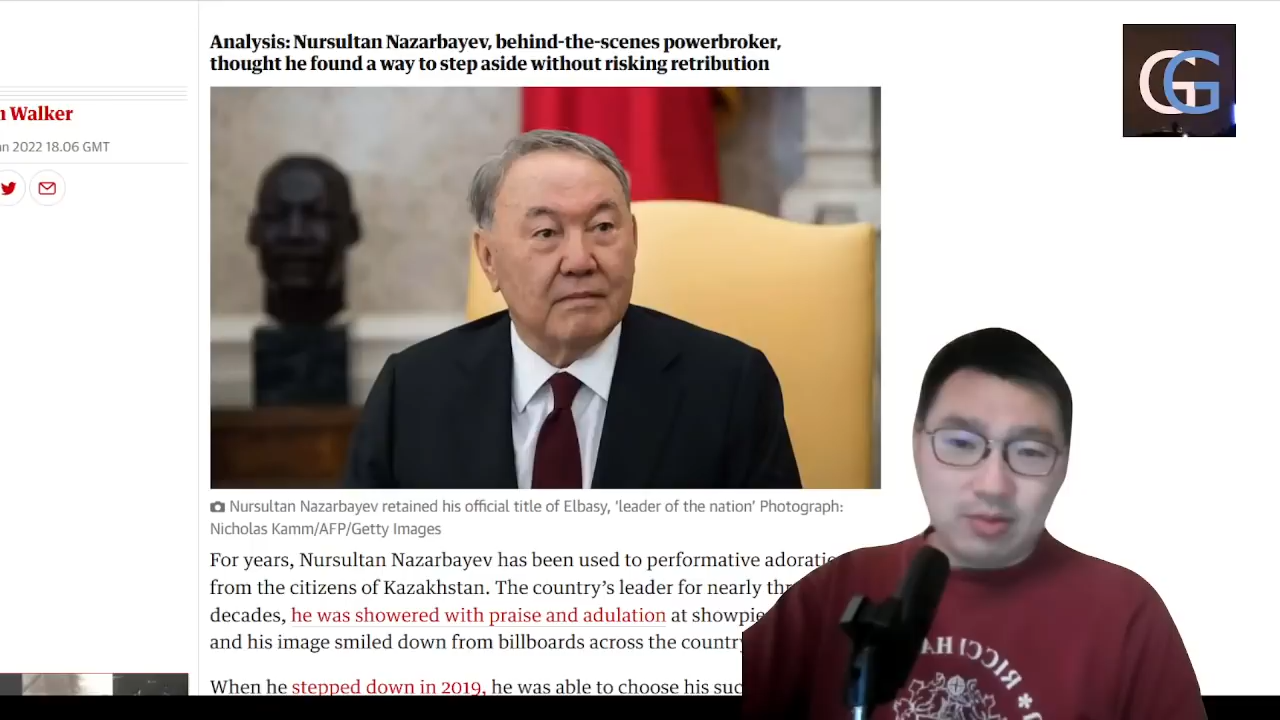 Analysis: Nursultan Nazarbayev, behind-the-scenes powerbroker,
thought he found a way to step aside without risking retribution
GG
Walker
2022 18.06 GMT
Nursultan Nazarbayev retained his official title of Elbasy, ‘leader of the nation’ Photograph:
Nicholas Kamm/AFP/Getty Images
For years, Nursultan Nazarbayev has been used to performative
from the citizens of Kazakhstan. The country’s leader for nearly
decades, he was showered with praise and adulation at
and his image smiled down from billboards across the country
When he stepped down in 2019, he was able to choose his
RICCI